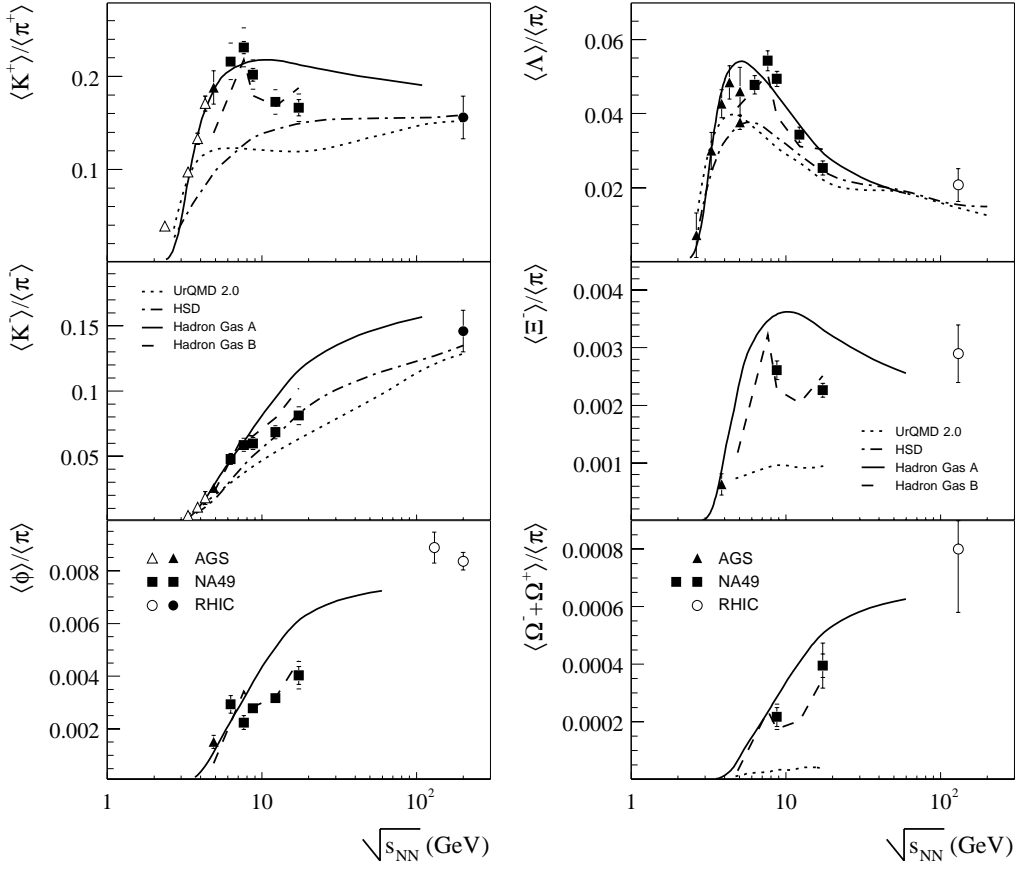 ⟨K⁺⟩/⟨π⁺⟩
0.2
0.1
⟨K⁻⟩/⟨π⁻⟩
UrQMD 2.0
HSD
Hadron Gas A
Hadron Gas B
0.15
0.1
0.05
⟨ϕ⟩/⟨π⟩
AGS
NA49
RHIC
0.008
0.006
0.004
0.002
1
10
10²
√s_NN (GeV)
⟨Λ⟩/⟨π⟩
0.06
0.04
0.02
⟨Ξ⁻⟩/⟨π⟩
0.004
0.003
0.002
0.001
UrQMD 2.0
HSD
Hadron Gas A
Hadron Gas B
⟨Ω⁻+Ω⁺⟩/⟨π⟩
0.0008
0.0006
0.0004
0.0002
AGS
NA49
RHIC
1
10
10²
√s_NN (GeV)